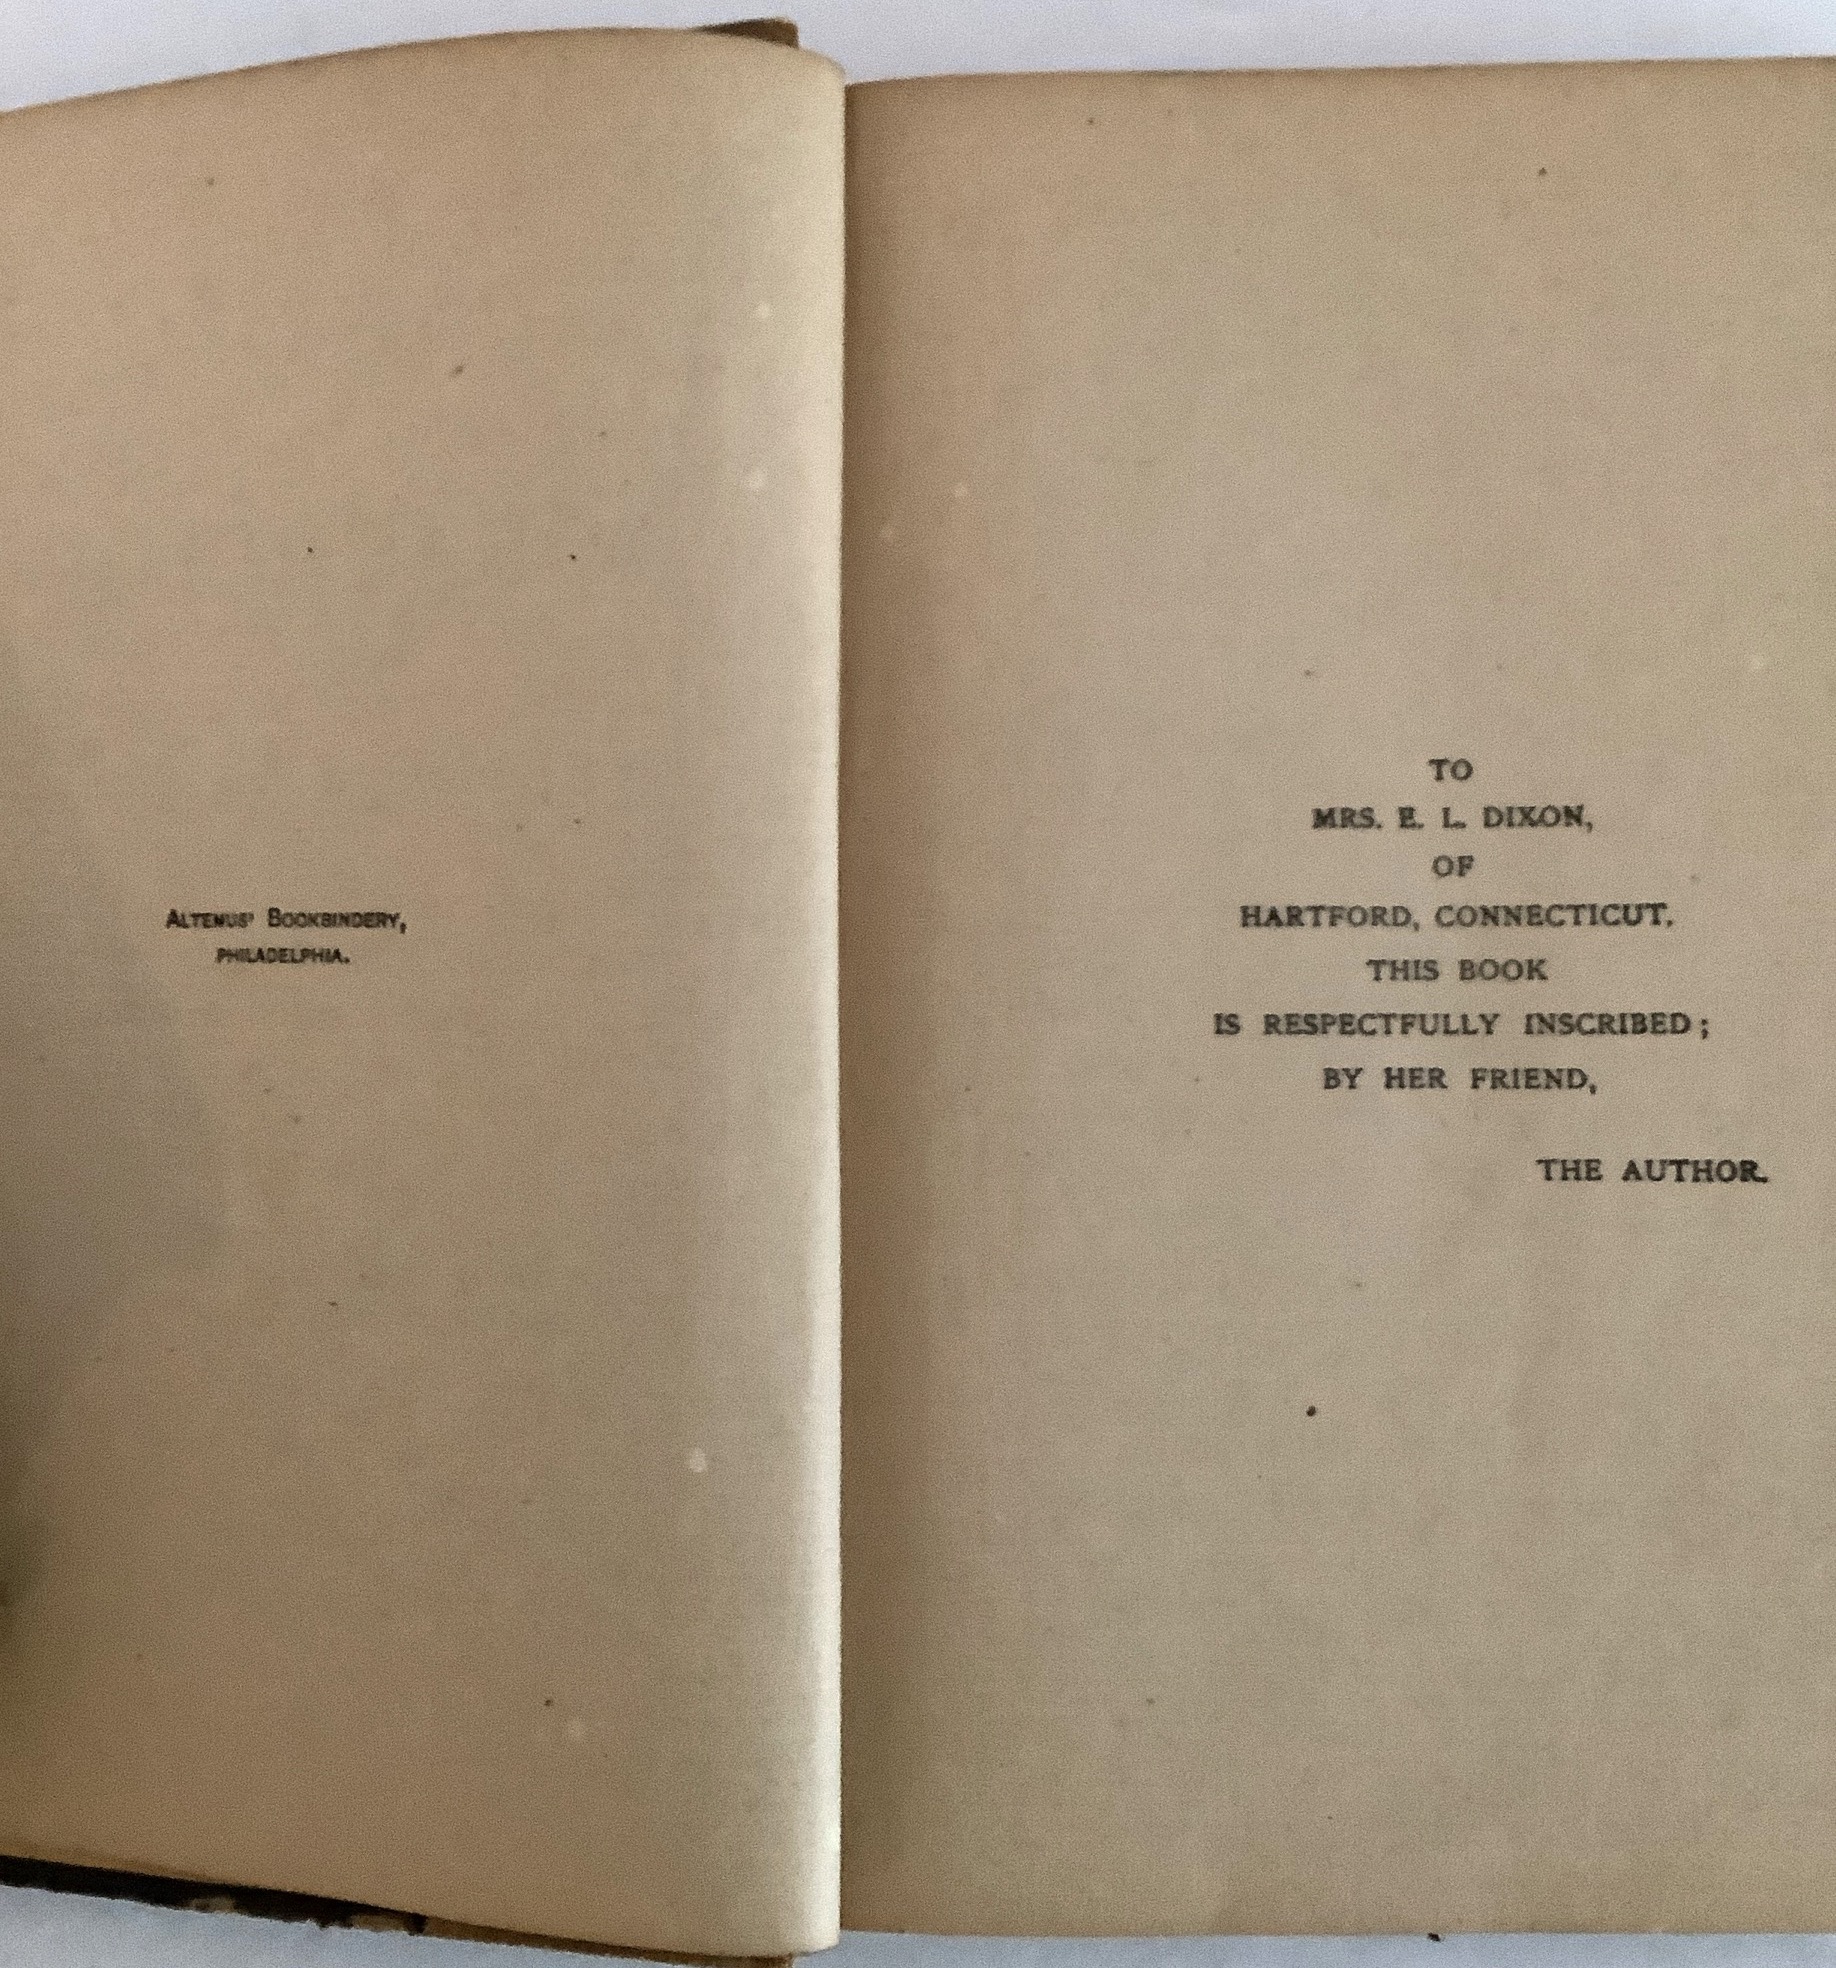 ALTEMUS' BOOKBINDERY,
PHILADELPHIA.
TO
MRS. E. L. DIXON,
OF
HARTFORD, CONNECTICUT,
THIS BOOK
IS RESPECTFULLY INSCRIBED;
BY HER FRIEND,
THE AUTHOR.